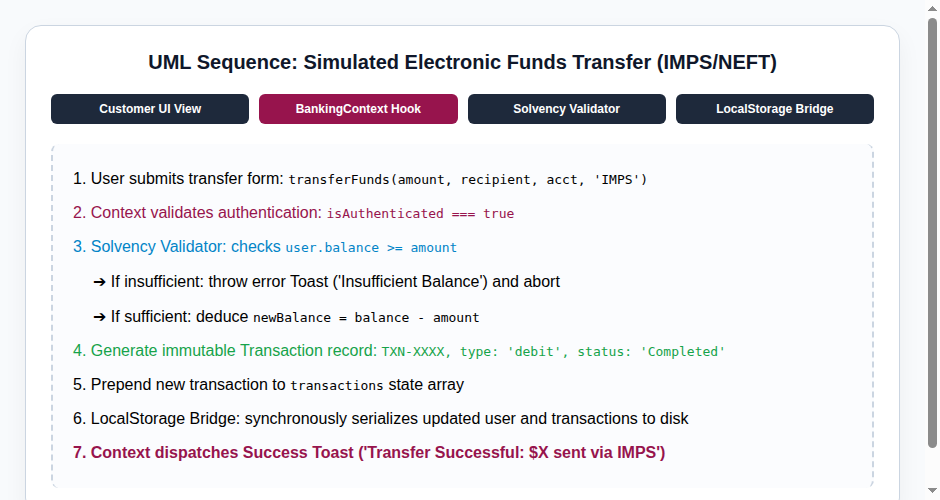 UML Sequence: Simulated Electronic Funds Transfer (IMPS/NEFT)
Customer UI View
BankingContext Hook
Solvency Validator
LocalStorage Bridge
1. User submits transfer form: transferFunds(amount, recipient, acct, 'IMPS')
2. Context validates authentication: isAuthenticated === true
3. Solvency Validator: checks user.balance >= amount
➔ If insufficient: throw error Toast ('Insufficient Balance') and abort
➔ If sufficient: deduce newBalance = balance - amount
4. Generate immutable Transaction record: TXN-XXXX, type: 'debit', status: 'Completed'
5. Prepend new transaction to transactions state array
6. LocalStorage Bridge: synchronously serializes updated user and transactions to disk
7. Context dispatches Success Toast ('Transfer Successful: $X sent via IMPS')